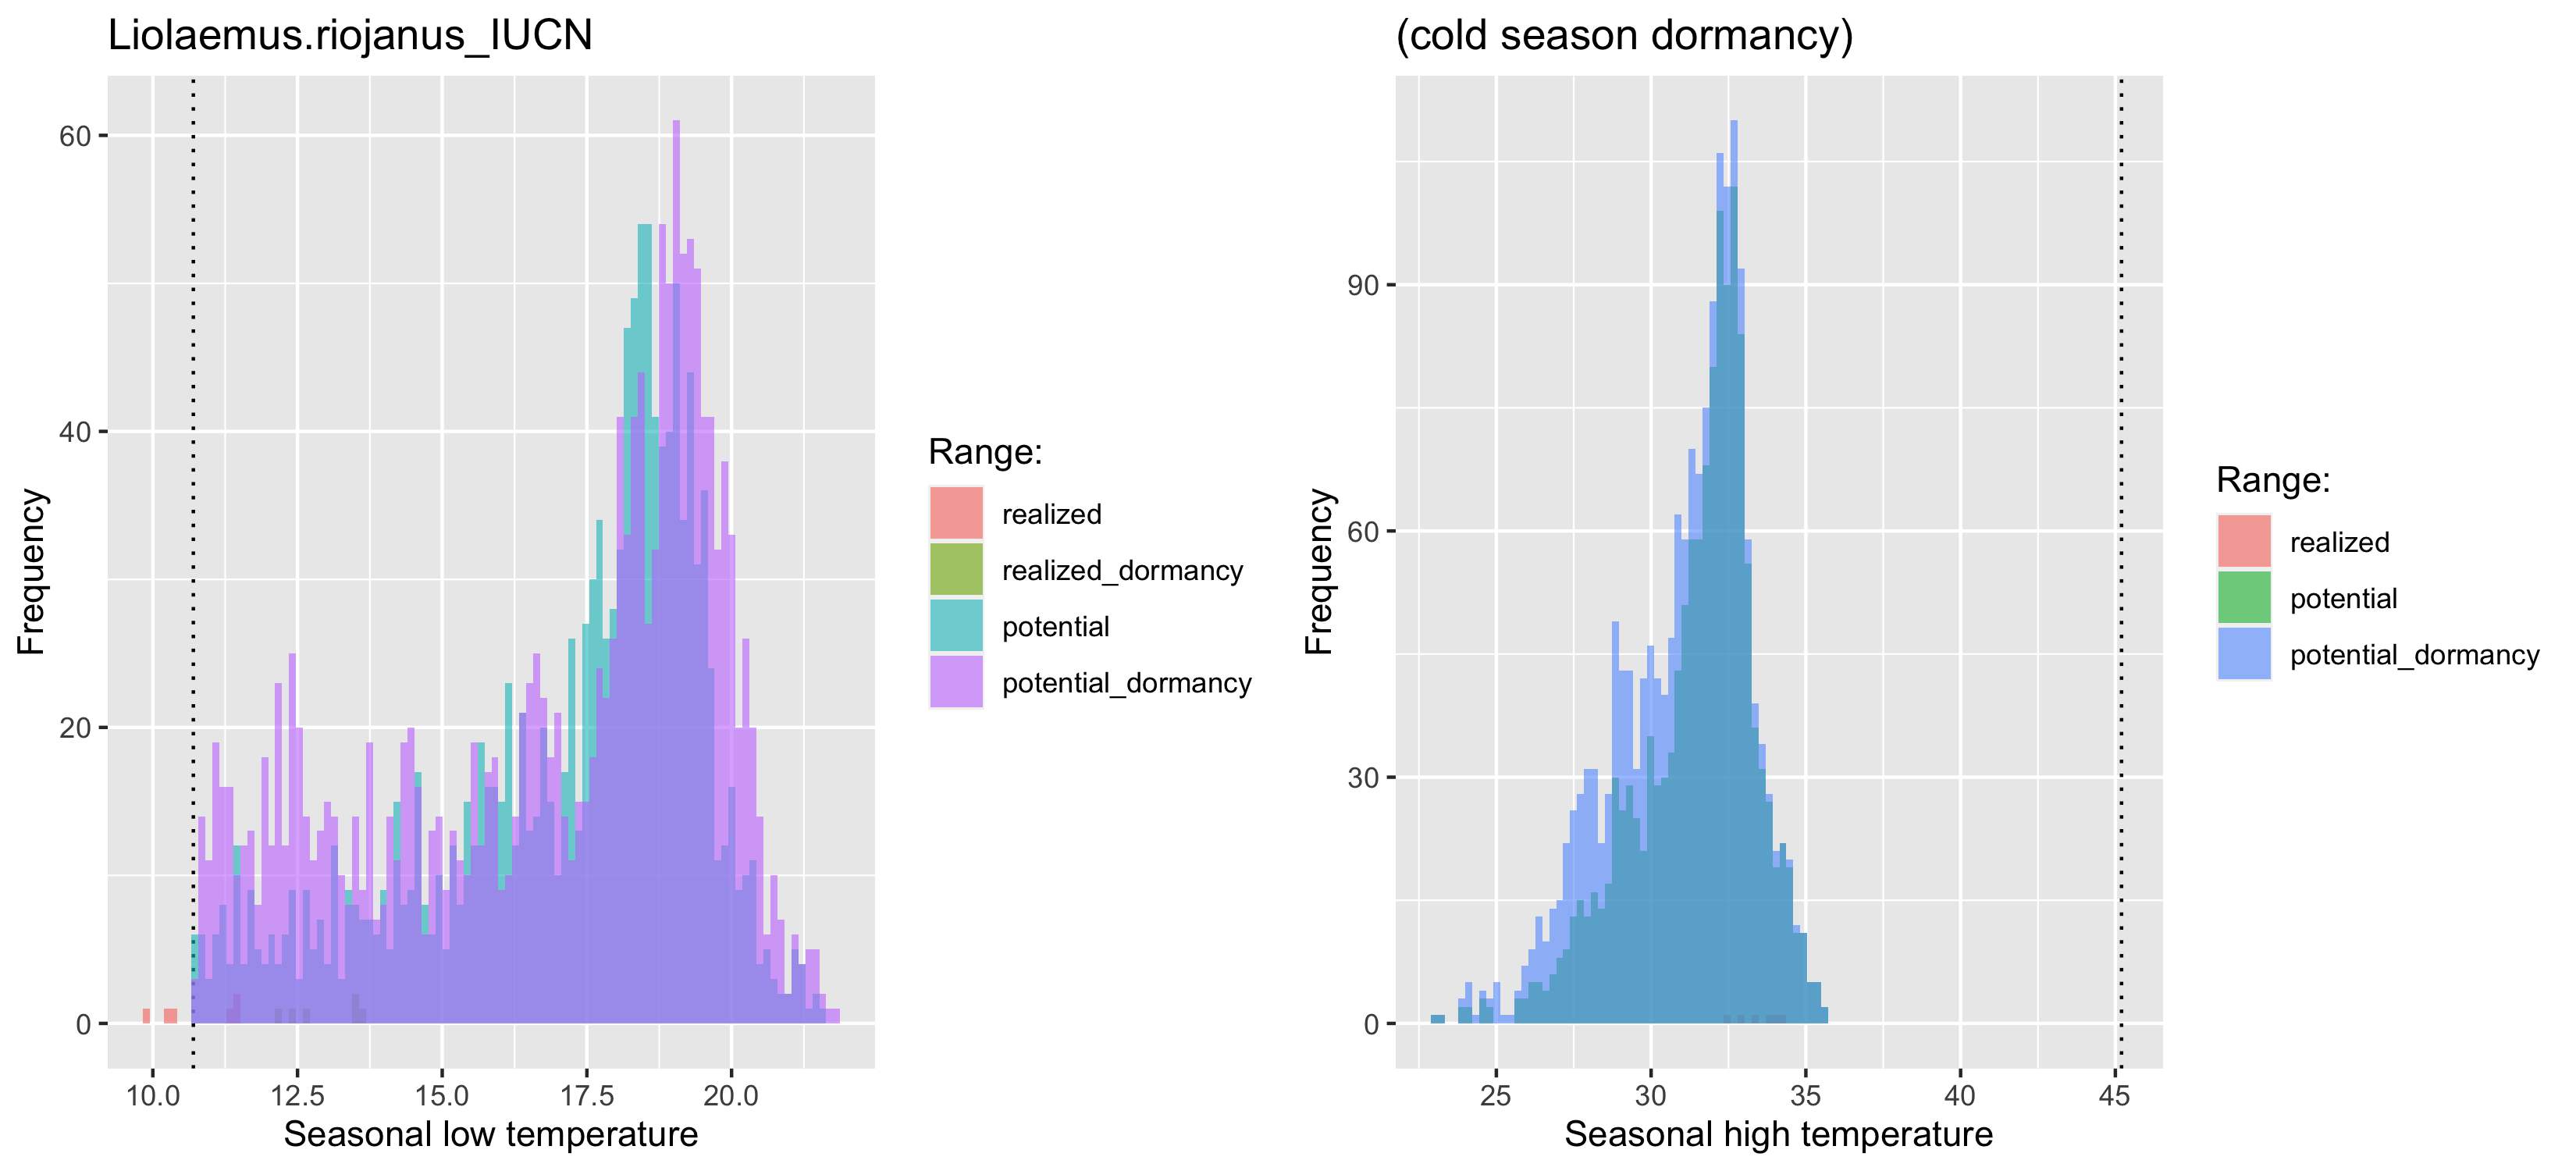 Liolaemus.riojanus_IUCN
60
40
20
0
Frequency
10.0 12.5 15.0 17.5 20.0
Seasonal low temperature
Range:
realized
realized_dormancy
potential
potential_dormancy
(cold season dormancy)
90
60
30
0
Frequency
25 30 35 40 45
Seasonal high temperature
Range:
realized
potential
potential_dormancy